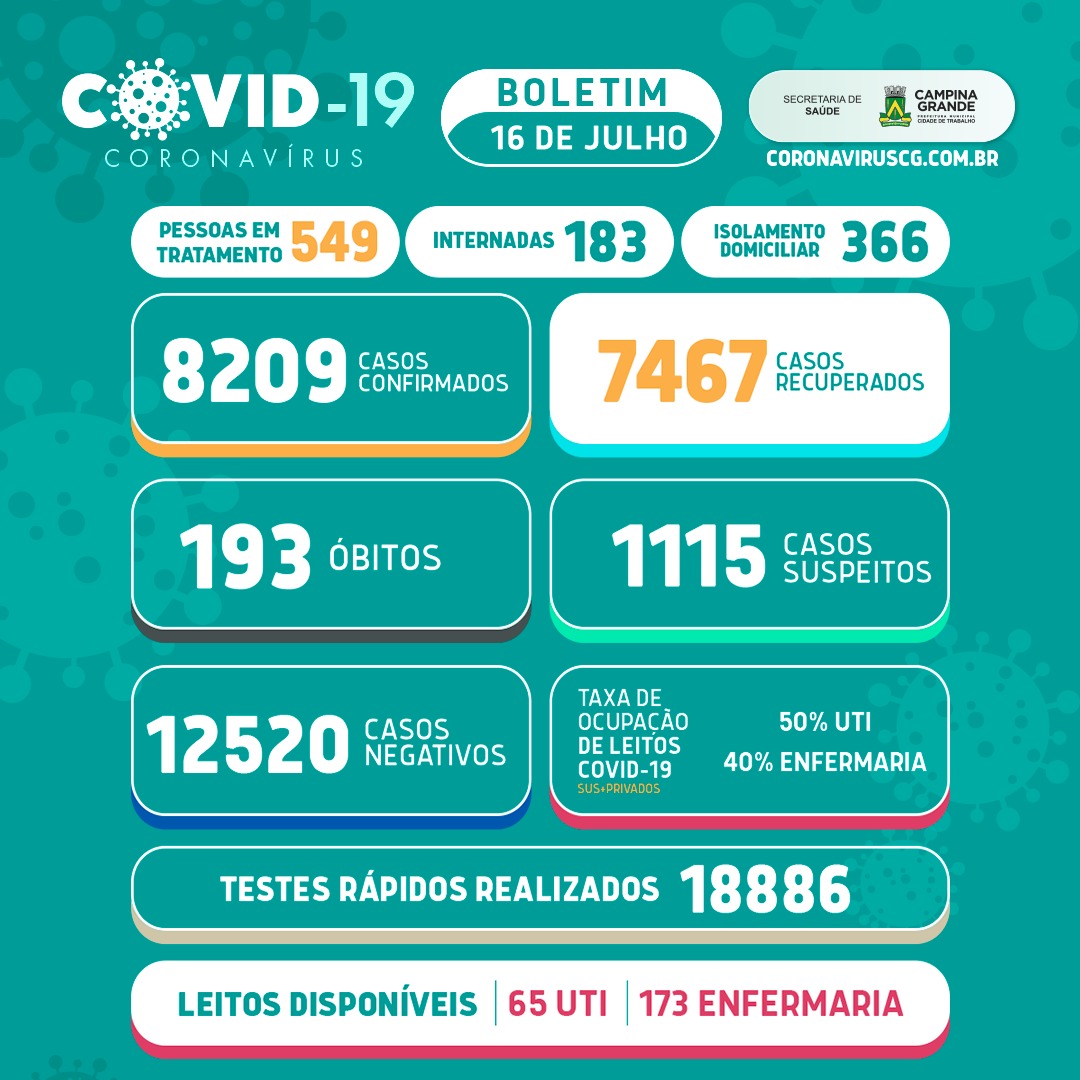 COVID-19
CORONAVÍRUS
BOLETIM
16 DE JULHO
SECRETARIA DE
SAÚDE
CAMPINA
GRANDE
PREFEITURA MUNICIPAL
CIDADE DE TRABALHO
CORONAVIRUSCG.COM.BR
PESSOAS EM
TRATAMENTO 549
INTERNADAS 183
ISOLAMENTO
DOMICILIAR 366
8209 CASOS
CONFIRMADOS
7467 CASOS
RECUPERADOS
193 ÓBITOS
1115 CASOS
SUSPEITOS
12520 CASOS
NEGATIVOS
TAXA DE
OCUPAÇÃO
DE LEITOS
COVID-19
SUS+PRIVADOS
50% UTI
40% ENFERMARIA
TESTES RÁPIDOS REALIZADOS 18886
LEITOS DISPONÍVEIS 65 UTI 173 ENFERMARIA